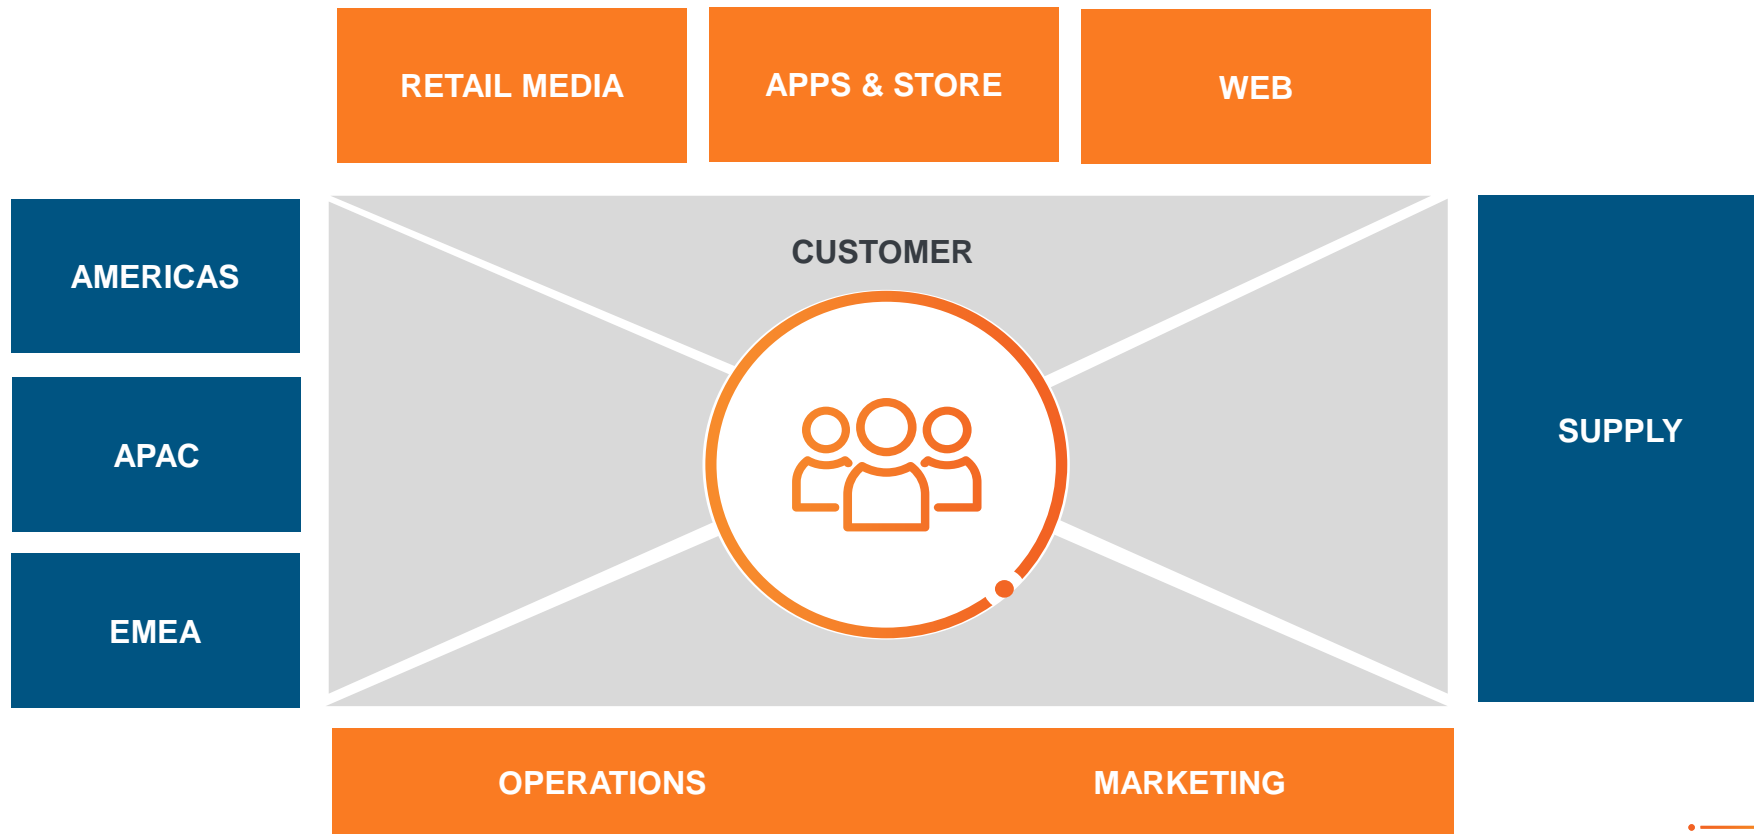 RETAIL MEDIA
APPS & STORE
WEB
AMERICAS
CUSTOMER
APAC
SUPPLY
EMEA
OPERATIONS
MARKETING